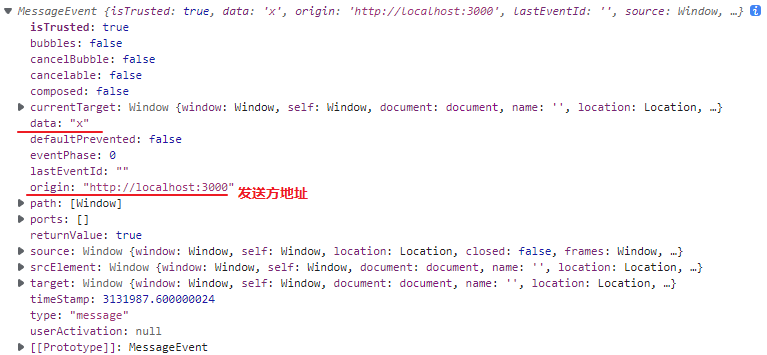 MessageEvent {isTrusted: true, data: 'x', origin: 'http://localhost:3000', lastEventId: '', source: Window, …}
isTrusted: true
bubbles: false
cancelBubble: false
cancelable: false
composed: false
currentTarget: Window {window: Window, self: Window, document: document, name: '', location: Location, …}
data: "x"
defaultPrevented: false
eventPhase: 0
lastEventId: ""
origin: "http://localhost:3000" 发送方地址
path: [Window]
ports: []
returnValue: true
source: Window {window: Window, self: Window, location: Location, closed: false, frames: Window, …}
srcElement: Window {window: Window, self: Window, document: document, name: '', location: Location, …}
target: Window {window: Window, self: Window, document: document, name: '', location: Location, …}
timeStamp: 3131987.600000024
type: "message"
userActivation: null
[[Prototype]]: MessageEvent